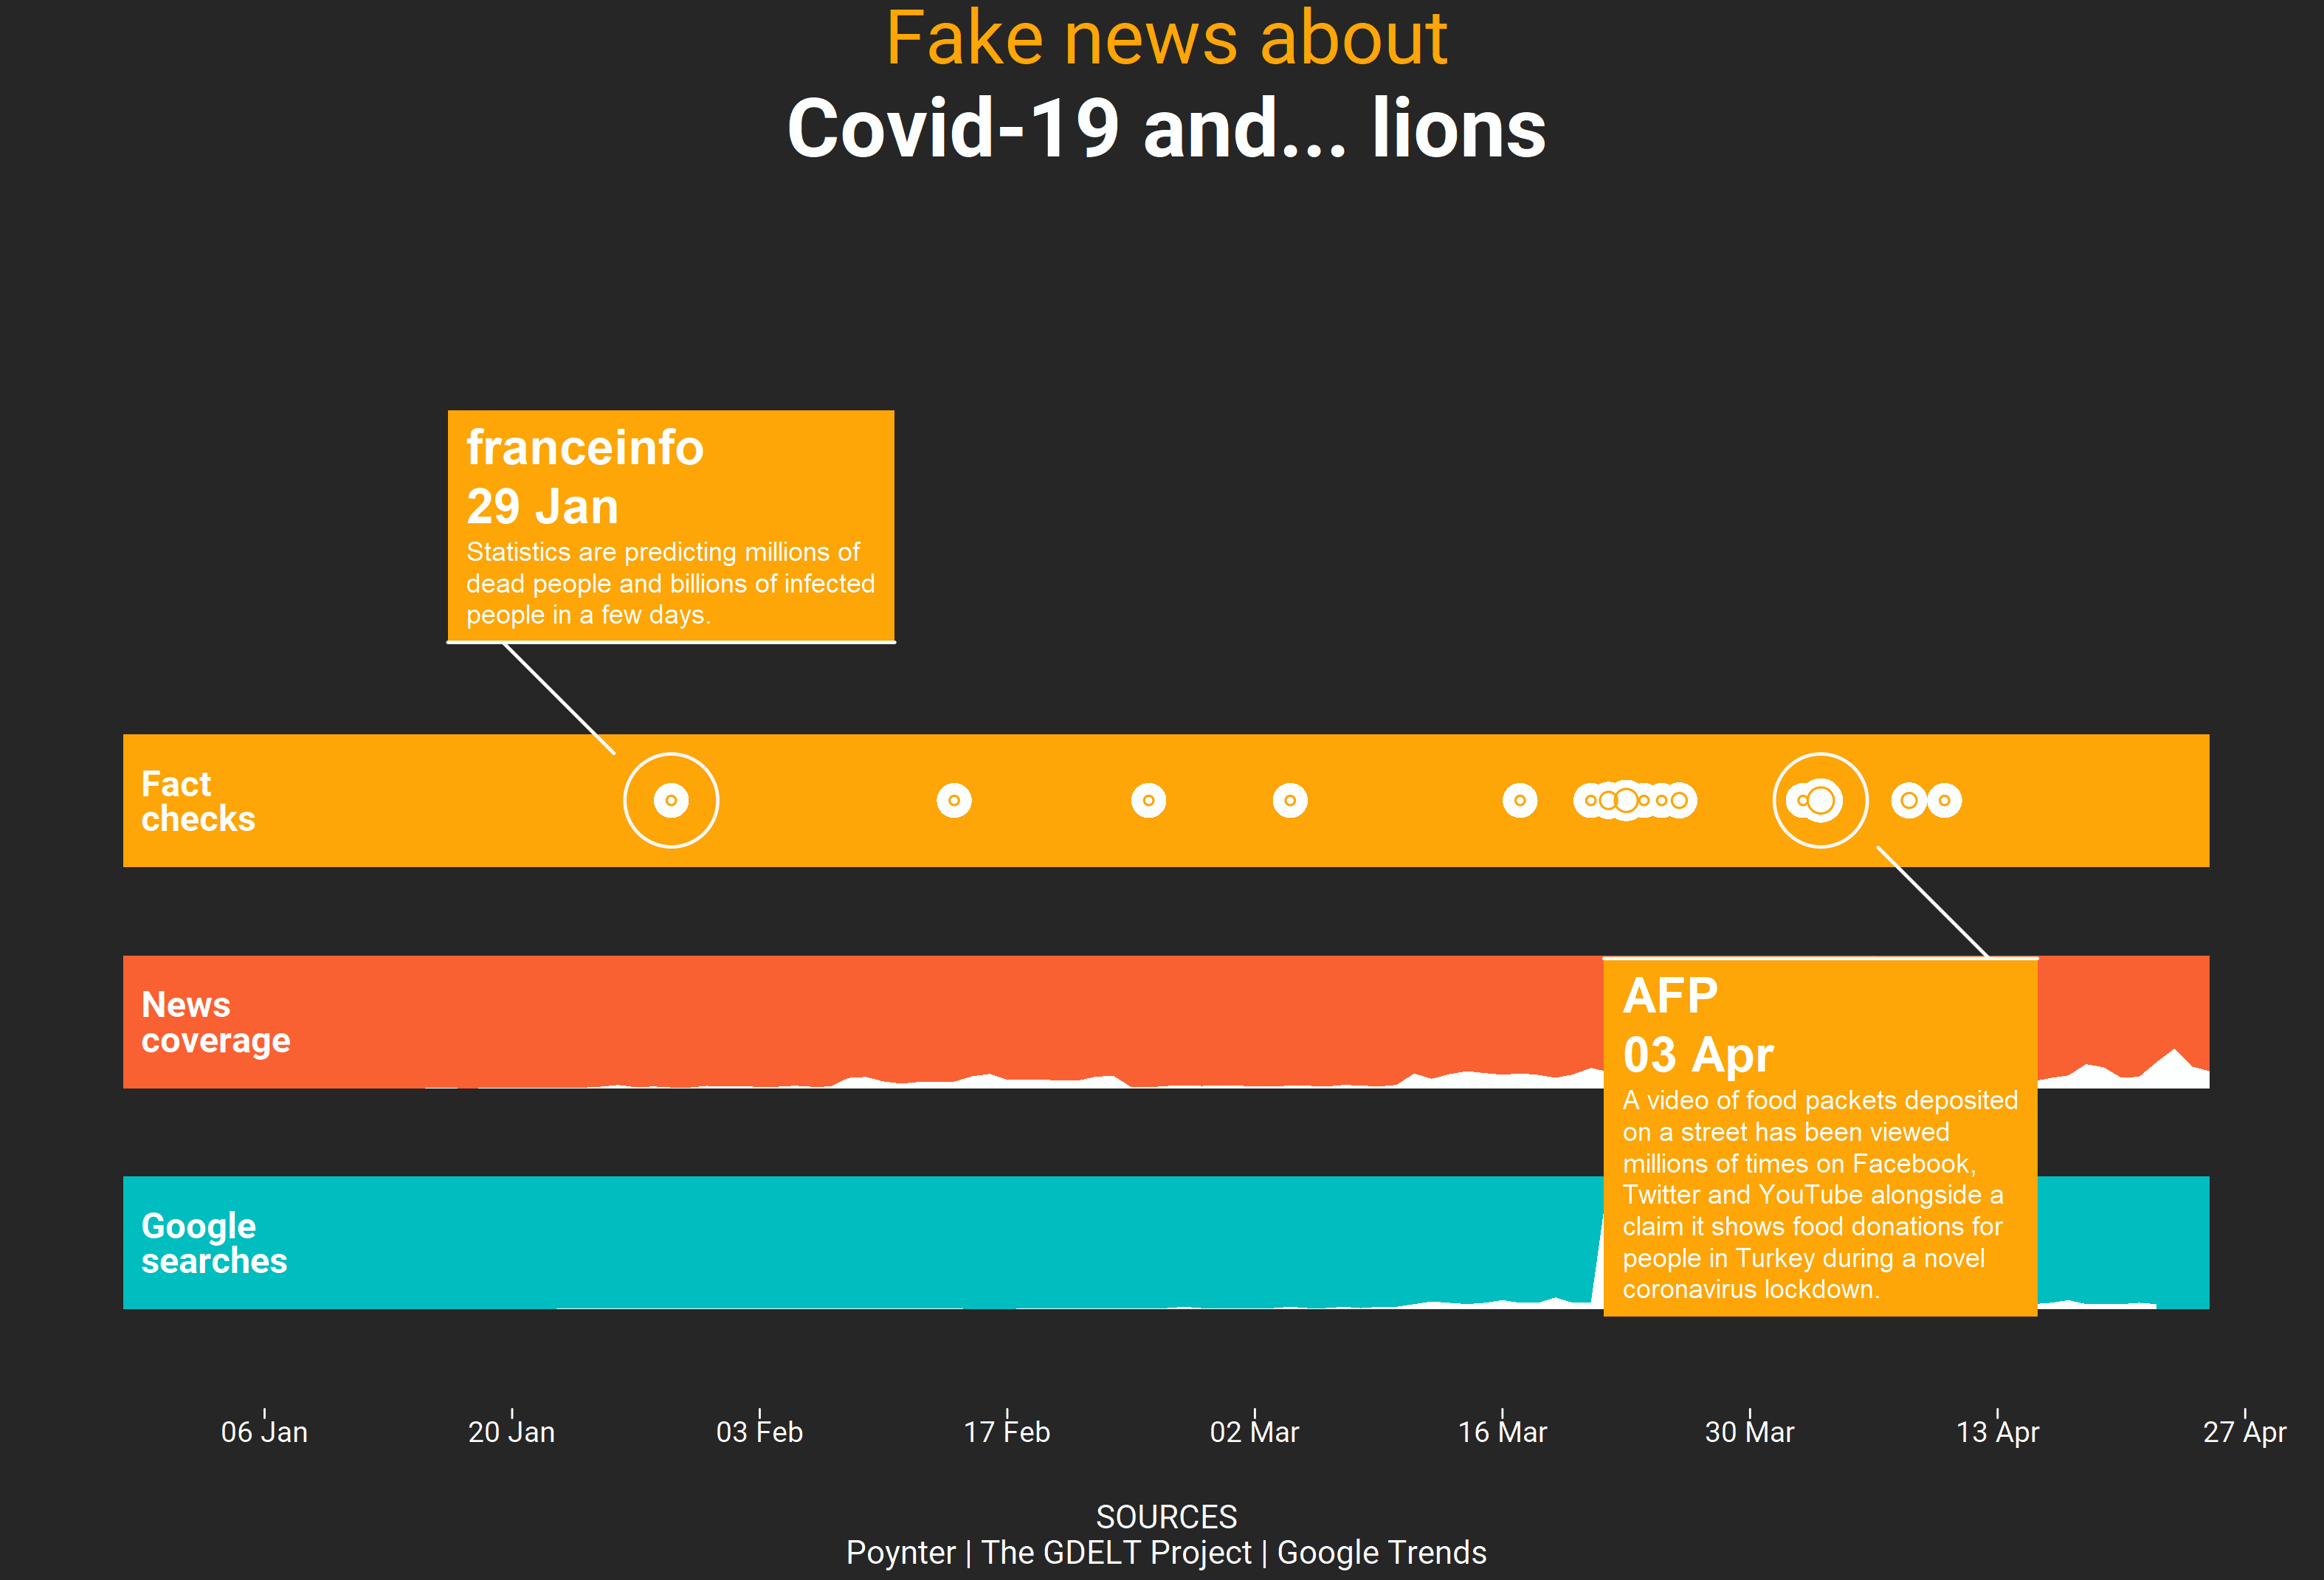 Fake news about
Covid-19 and... lions
franceinfo
29 Jan
Statistics are predicting millions of
dead people and billions of infected
people in a few days.
Fact
checks
News
coverage
AFP
03 Apr
A video of food packets deposited
on a street has been viewed
millions of times on Facebook,
Twitter and YouTube alongside a
claim it shows food donations for
people in Turkey during a novel
coronavirus lockdown.
Google
searches
06 Jan
20 Jan
03 Feb
17 Feb
02 Mar
16 Mar
30 Mar
13 Apr
27 Apr
SOURCES
Poynter | The GDELT Project | Google Trends